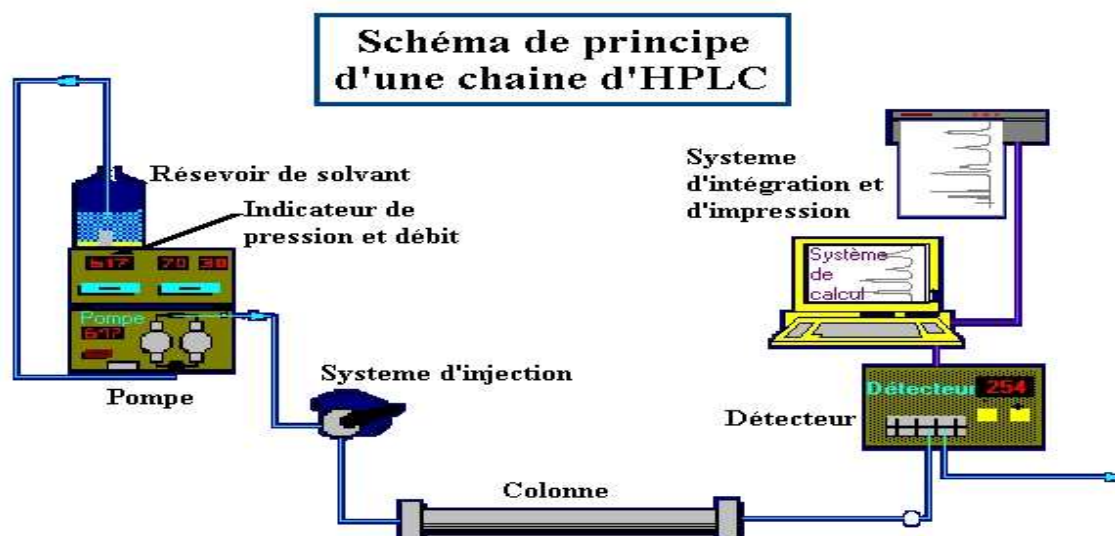 Schéma de principe
d'une chaine d'HPLC
Résevoir de solvant
Indicateur de
pression et débit
617 70 30
Pompe
617
Pompe
Systeme d'injection
Colonne
Systeme
d'intégration et
d'impression
Système
de
calcul
Détecteur 254
Détecteur